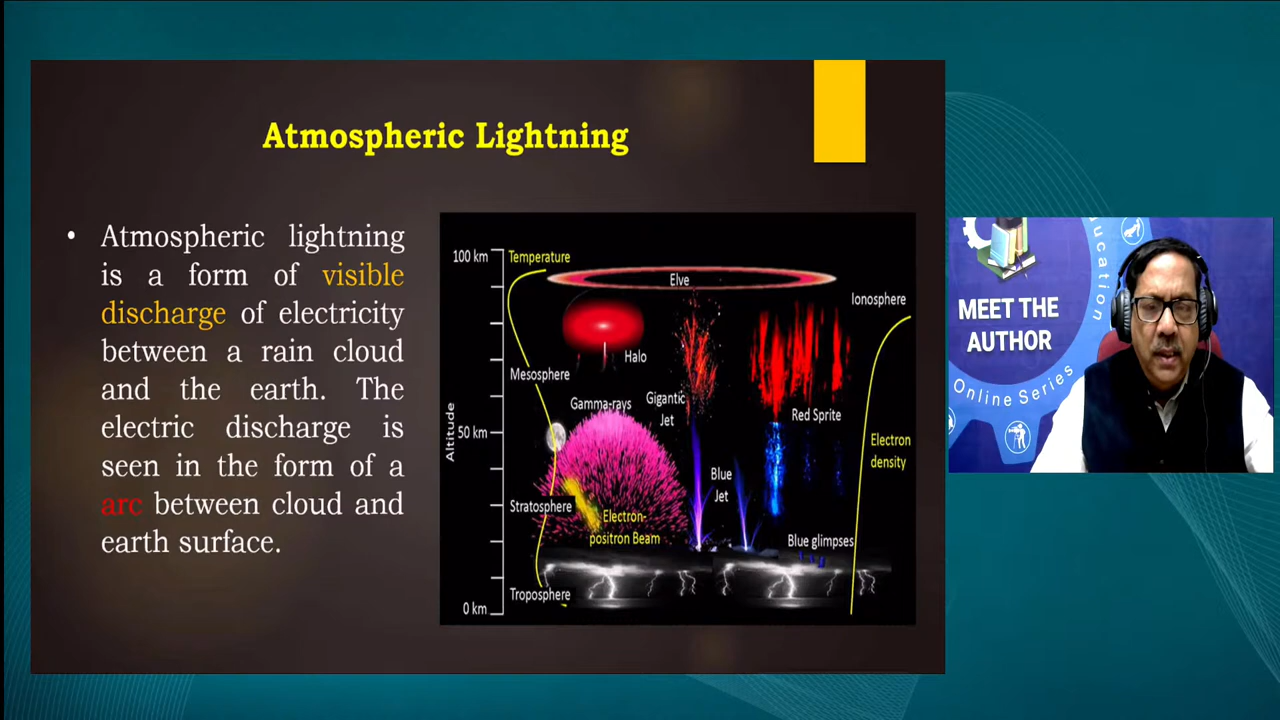 Atmospheric Lightning
• Atmospheric lightning
is a form of visible
discharge of electricity
between a rain cloud
and the earth. The
electric discharge is
seen in the form of a
arc between cloud and
earth surface.
100 km
Temperature
Elve
Ionosphere
Halo
Mesosphere
Gamma-rays
Gigantic
Jet
Red Sprite
Altitude
50 km
Electron
density
Blue
Jet
Stratosphere
Electron-
positron Beam
Blue glimpses
Troposphere
0 km
MEET THE
AUTHOR
Online Series
ucation